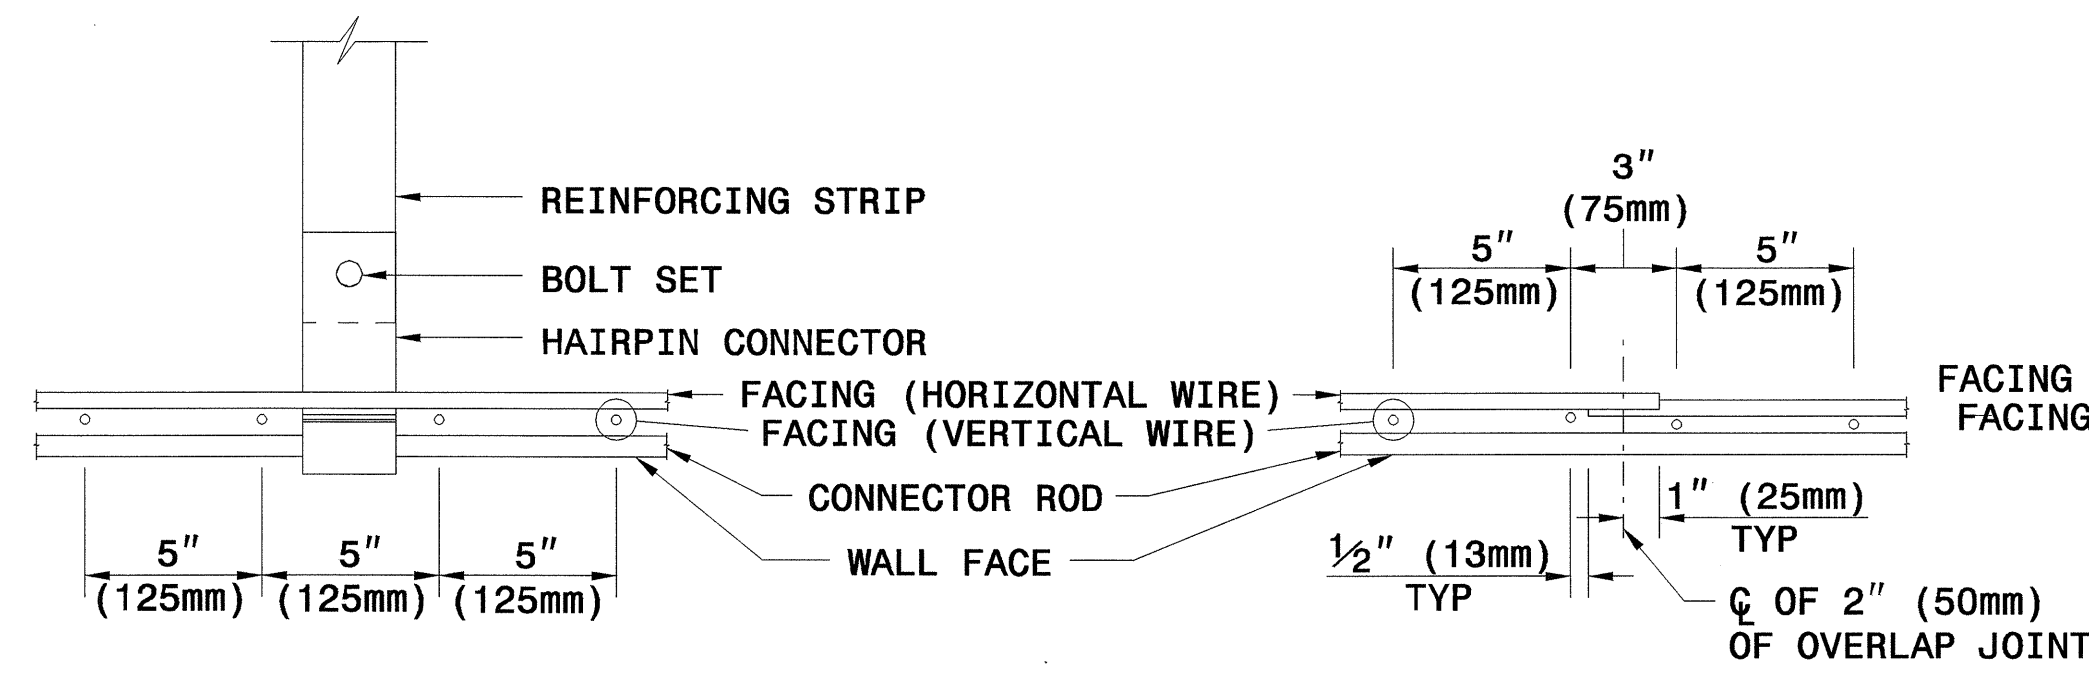 REINFORCING STRIP
BOLT SET
HAIRPIN CONNECTOR
FACING (HORIZONTAL WIRE)
FACING (VERTICAL WIRE)
CONNECTOR ROD
WALL FACE
5"
(125mm)
5"
(125mm)
5"
(125mm)
3"
(75mm)
5"
(125mm)
5"
(125mm)
FACING
FACING
1" (25mm)
TYP
½" (13mm)
TYP
℄ OF 2" (50mm)
OF OVERLAP JOINT